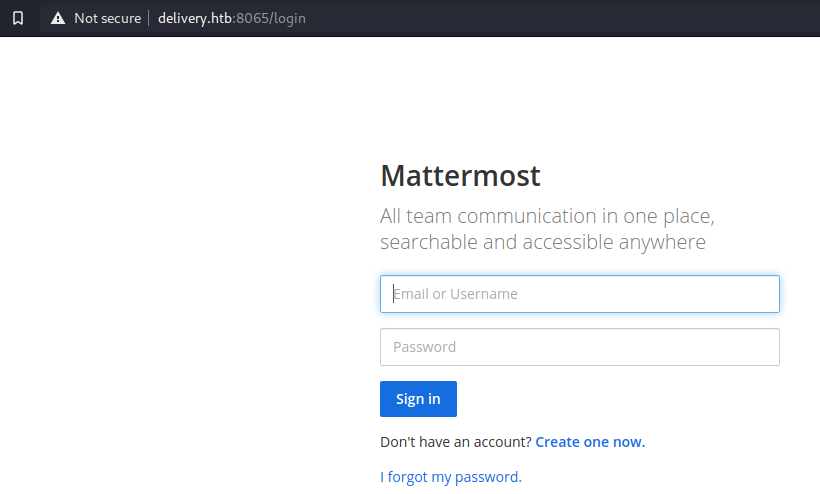 Not secure | delivery.htb:8065/login
Mattermost
All team communication in one place,
searchable and accessible anywhere
Email or Username
Password
Sign in
Don't have an account? Create one now.
I forgot my password.